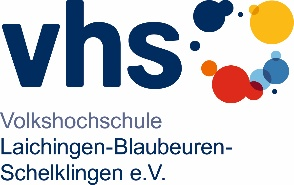 vhs
Volkshochschule
Laichingen-Blaubeuren-
Schelklingen e.V.